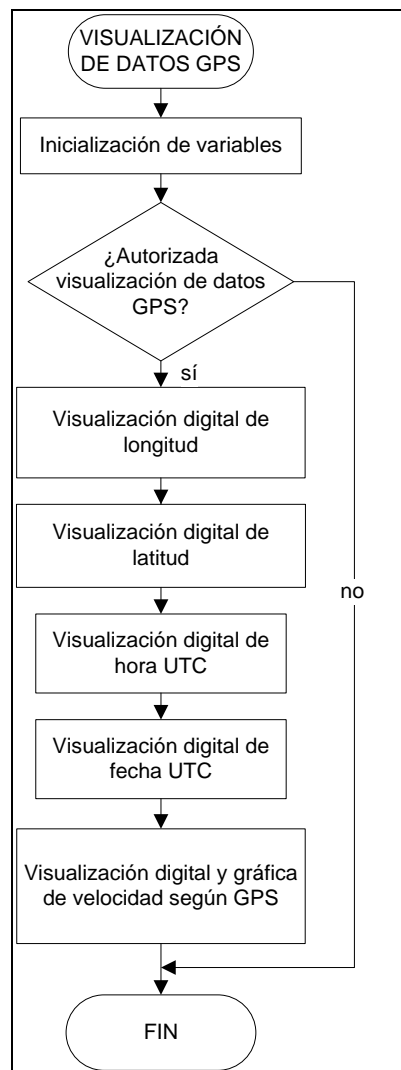 VISUALIZACIÓN
DE DATOS GPS
Inicialización de variables
¿Autorizada
visualización de datos
GPS?
sí
Visualización digital de
longitud
Visualización digital de
latitud
no
Visualización digital de
hora UTC
Visualización digital de
fecha UTC
Visualización digital y gráfica
de velocidad según GPS
FIN